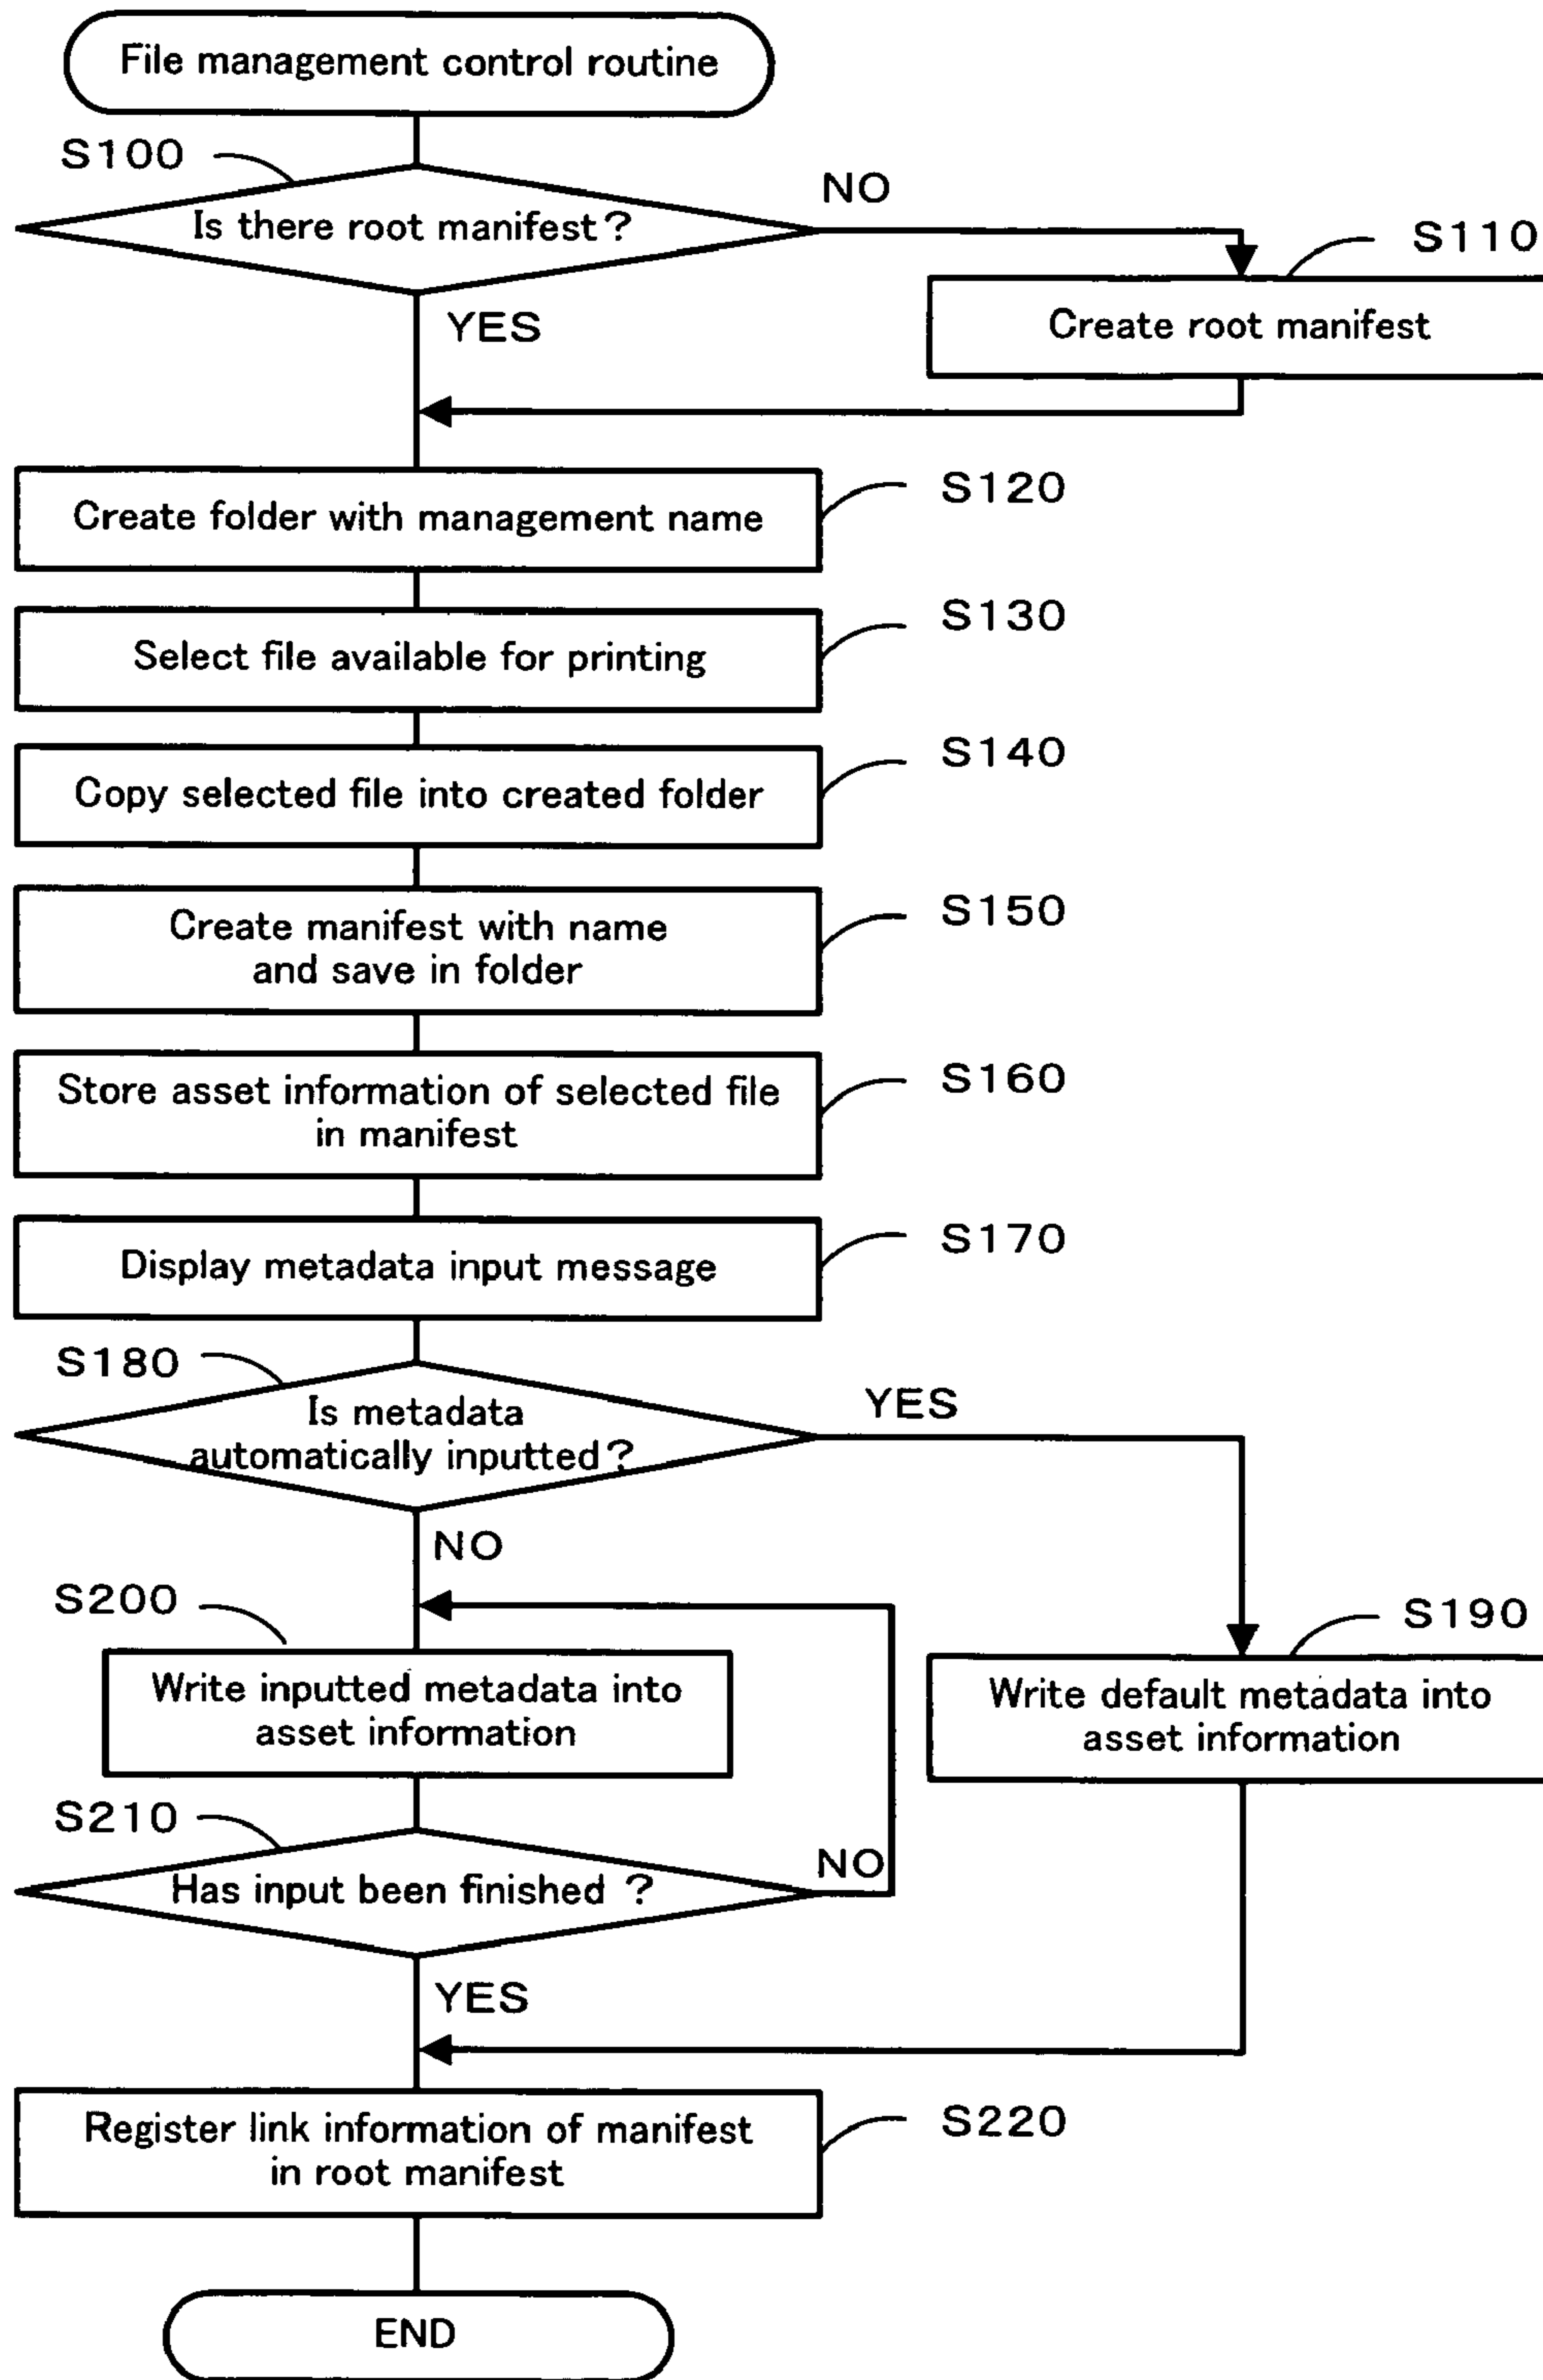 File management control routine
S100
Is there root manifest?
NO
S110
Create root manifest
YES
Create folder with management name
S120
Select file available for printing
S130
Copy selected file into created folder
S140
Create manifest with name
and save in folder
S150
Store asset information of selected file
in manifest
S160
Display metadata input message
S170
S180
Is metadata
automatically inputted?
YES
NO
S200
Write inputted metadata into
asset information
S190
Write default metadata into
asset information
S210
Has input been finished ?
NO
YES
Register link information of manifest
in root manifest
S220
END